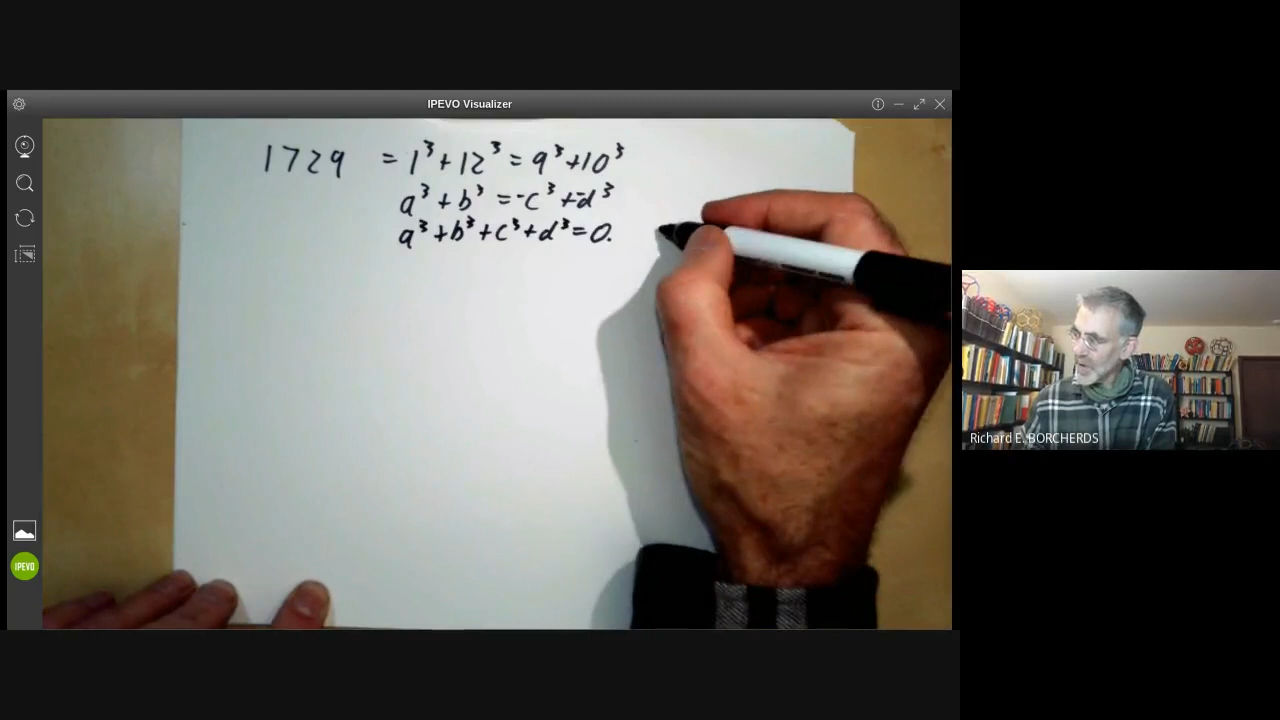 IPEVO Visualizer
1729 = 1³ + 12³ = 9³ + 10³
a³ + b³ = -c³ + -d³
a³ + b³ + c³ + d³ = 0.
IPEVO
Richard E. BORCHERDS